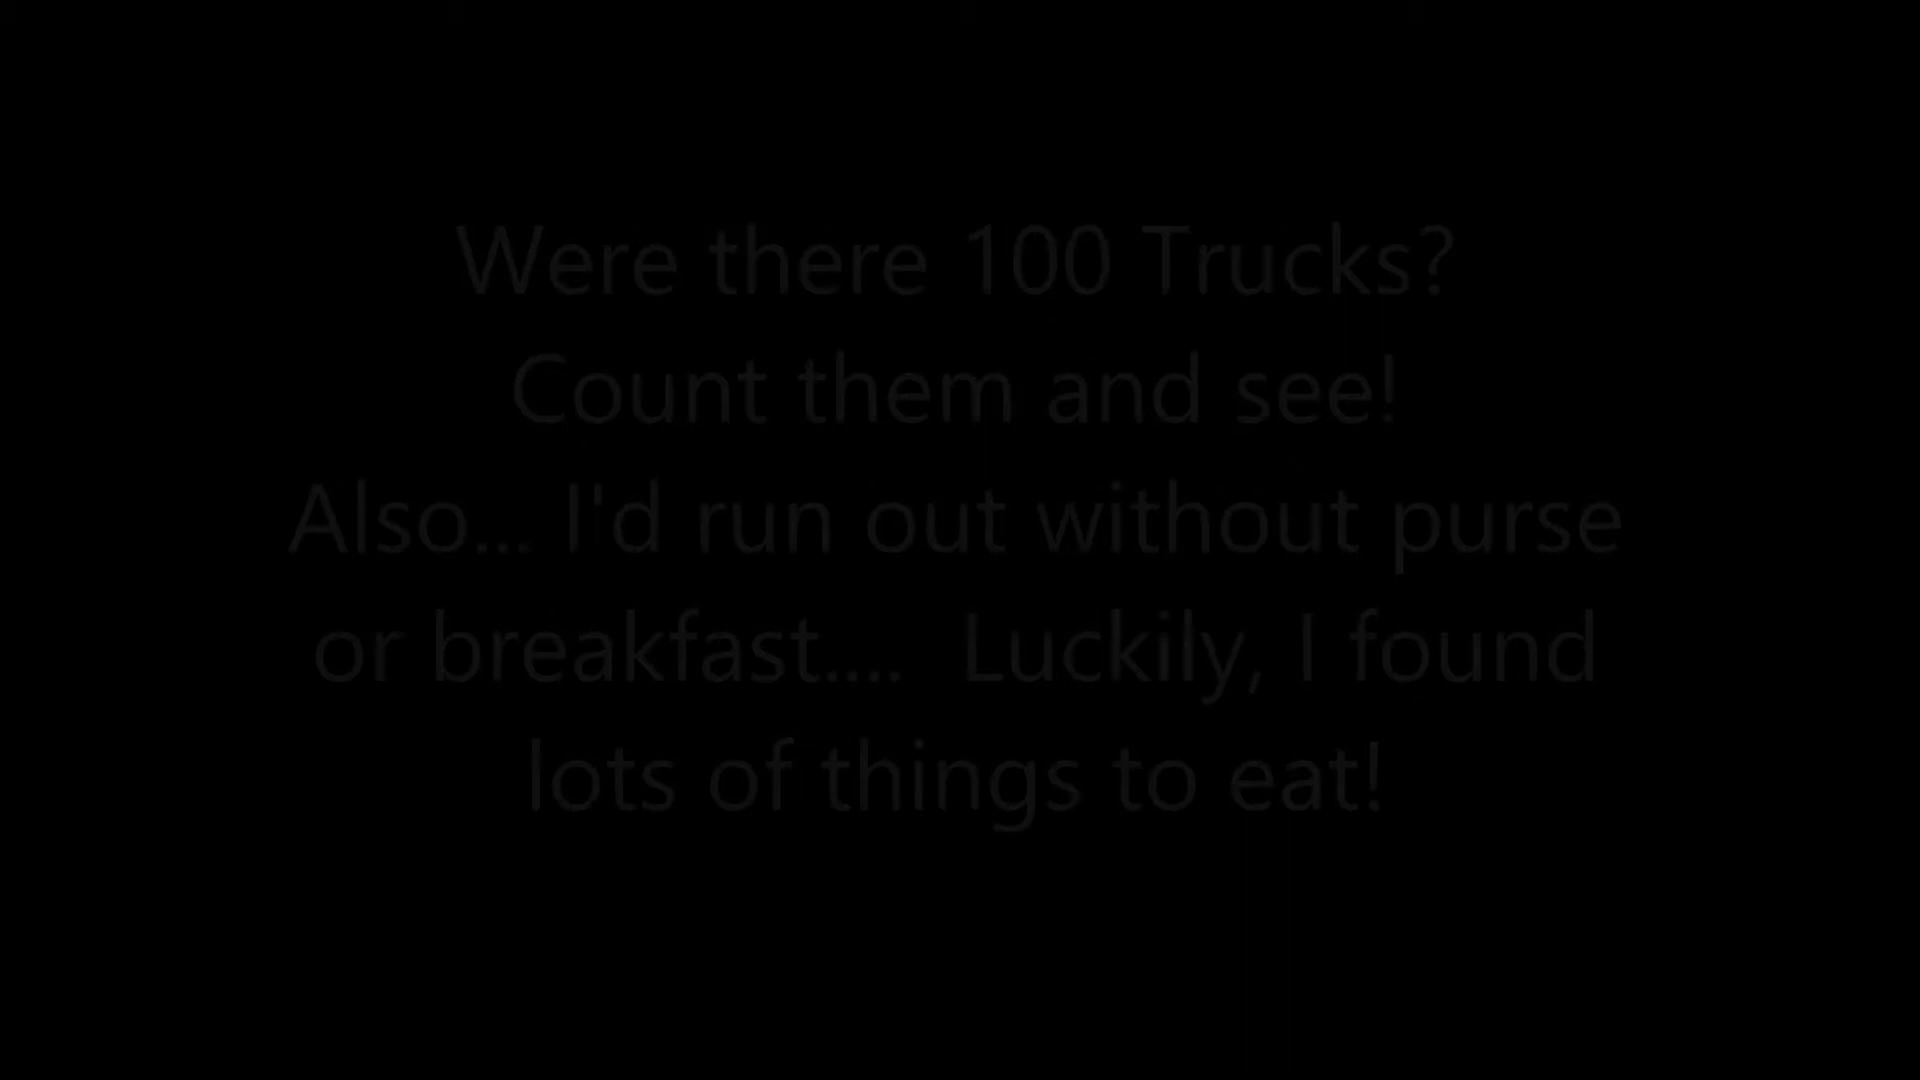 Were there 100 Trucks?
Count them and see!
Also... I'd run out without purse
or breakfast....  Luckily, I found
lots of things to eat!